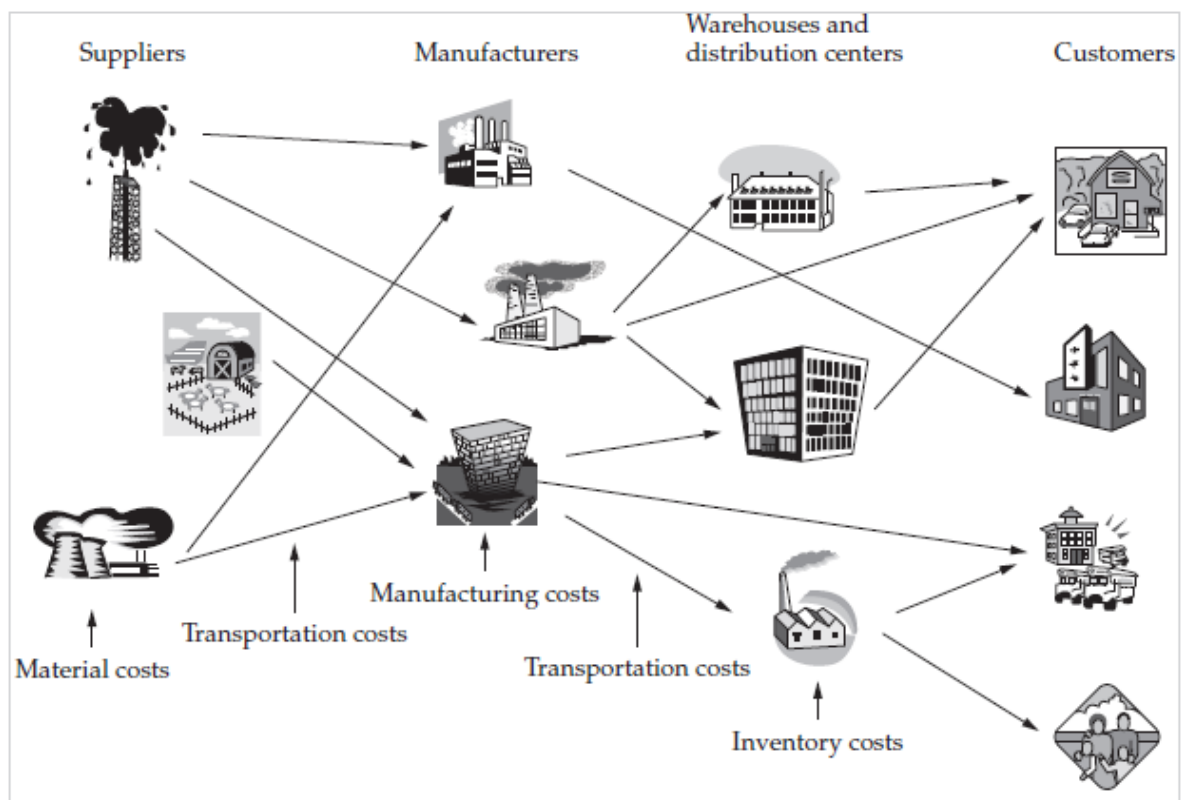 Suppliers
Manufacturers
Warehouses and
distribution centers
Customers
Manufacturing costs
Transportation costs
Transportation costs
Material costs
Inventory costs